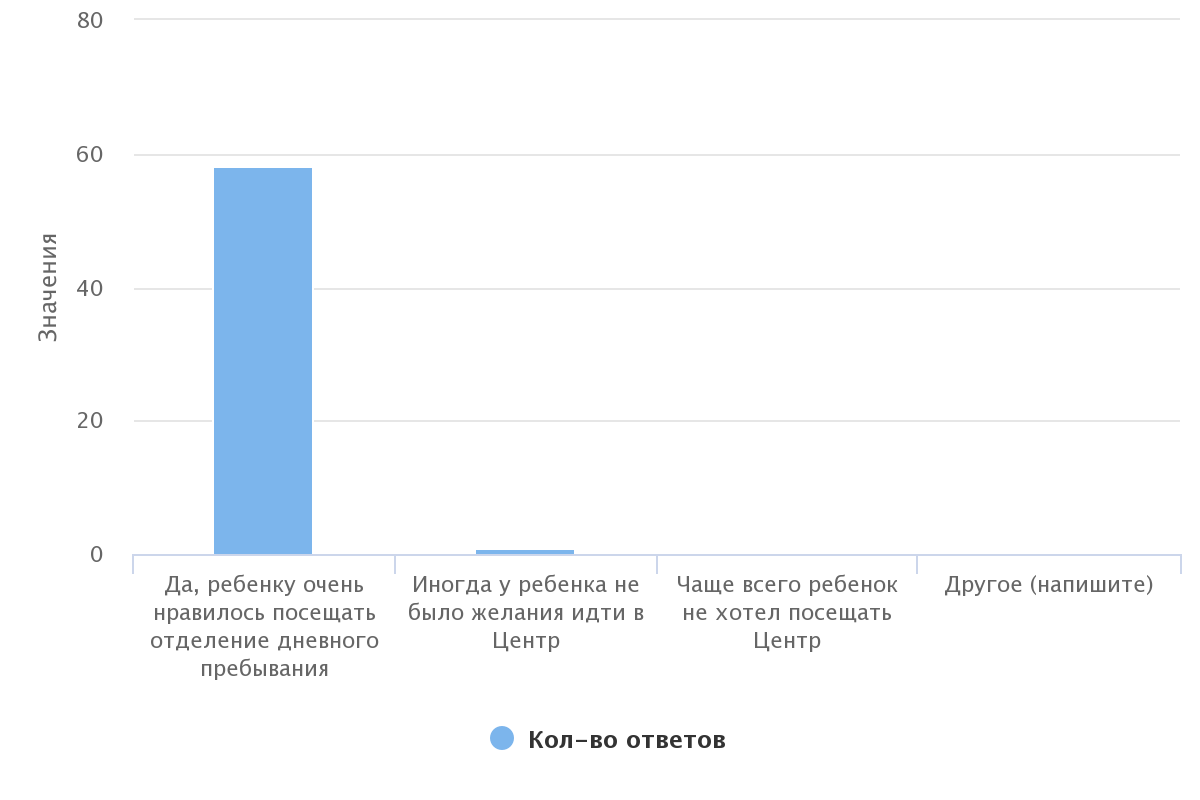 80
60
40
20
0
Значения
Да, ребенку очень
нравилось посещать
отделение дневного
пребывания
Иногда у ребенка не
было желания идти в
Центр
Чаще всего ребенок
не хотел посещать
Центр
Другое (напишите)
Кол-во ответов